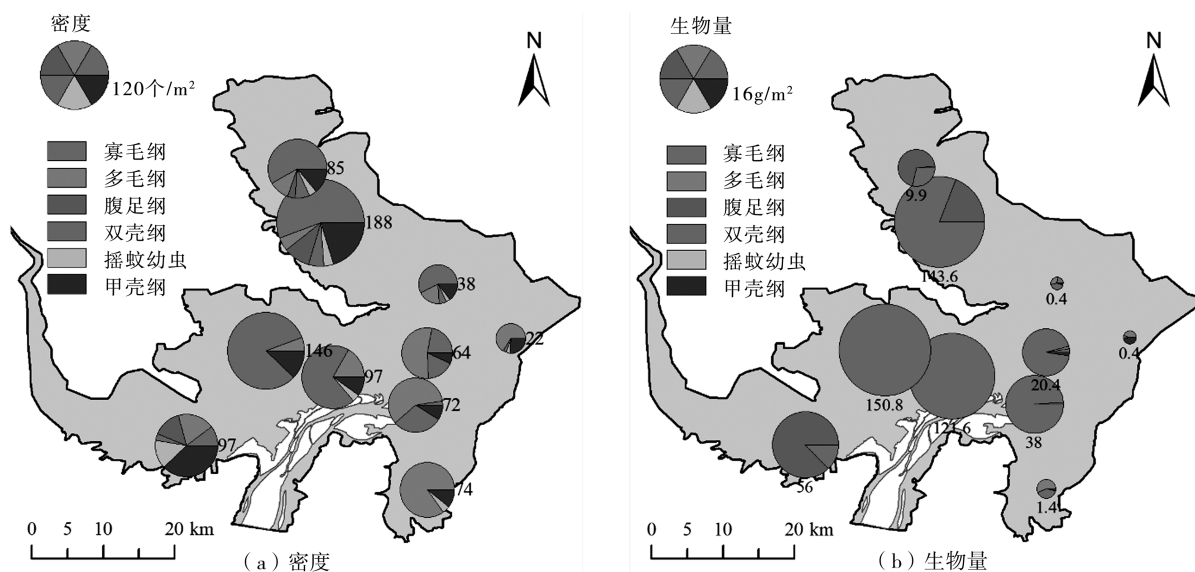 密度
120个/m²
N
寡毛纲
多毛纲
腹足纲
双壳纲
摇蚊幼虫
甲壳纲
85
188
38
22
146
97
64
72
97
74
0 5 10 20 km
（a）密度
生物量
16g/m²
N
寡毛纲
多毛纲
腹足纲
双壳纲
摇蚊幼虫
甲壳纲
9.9
143.6
0.4
0.4
20.4
150.8
121.6
38
56
1.4
0 5 10 20 km
（b）生物量